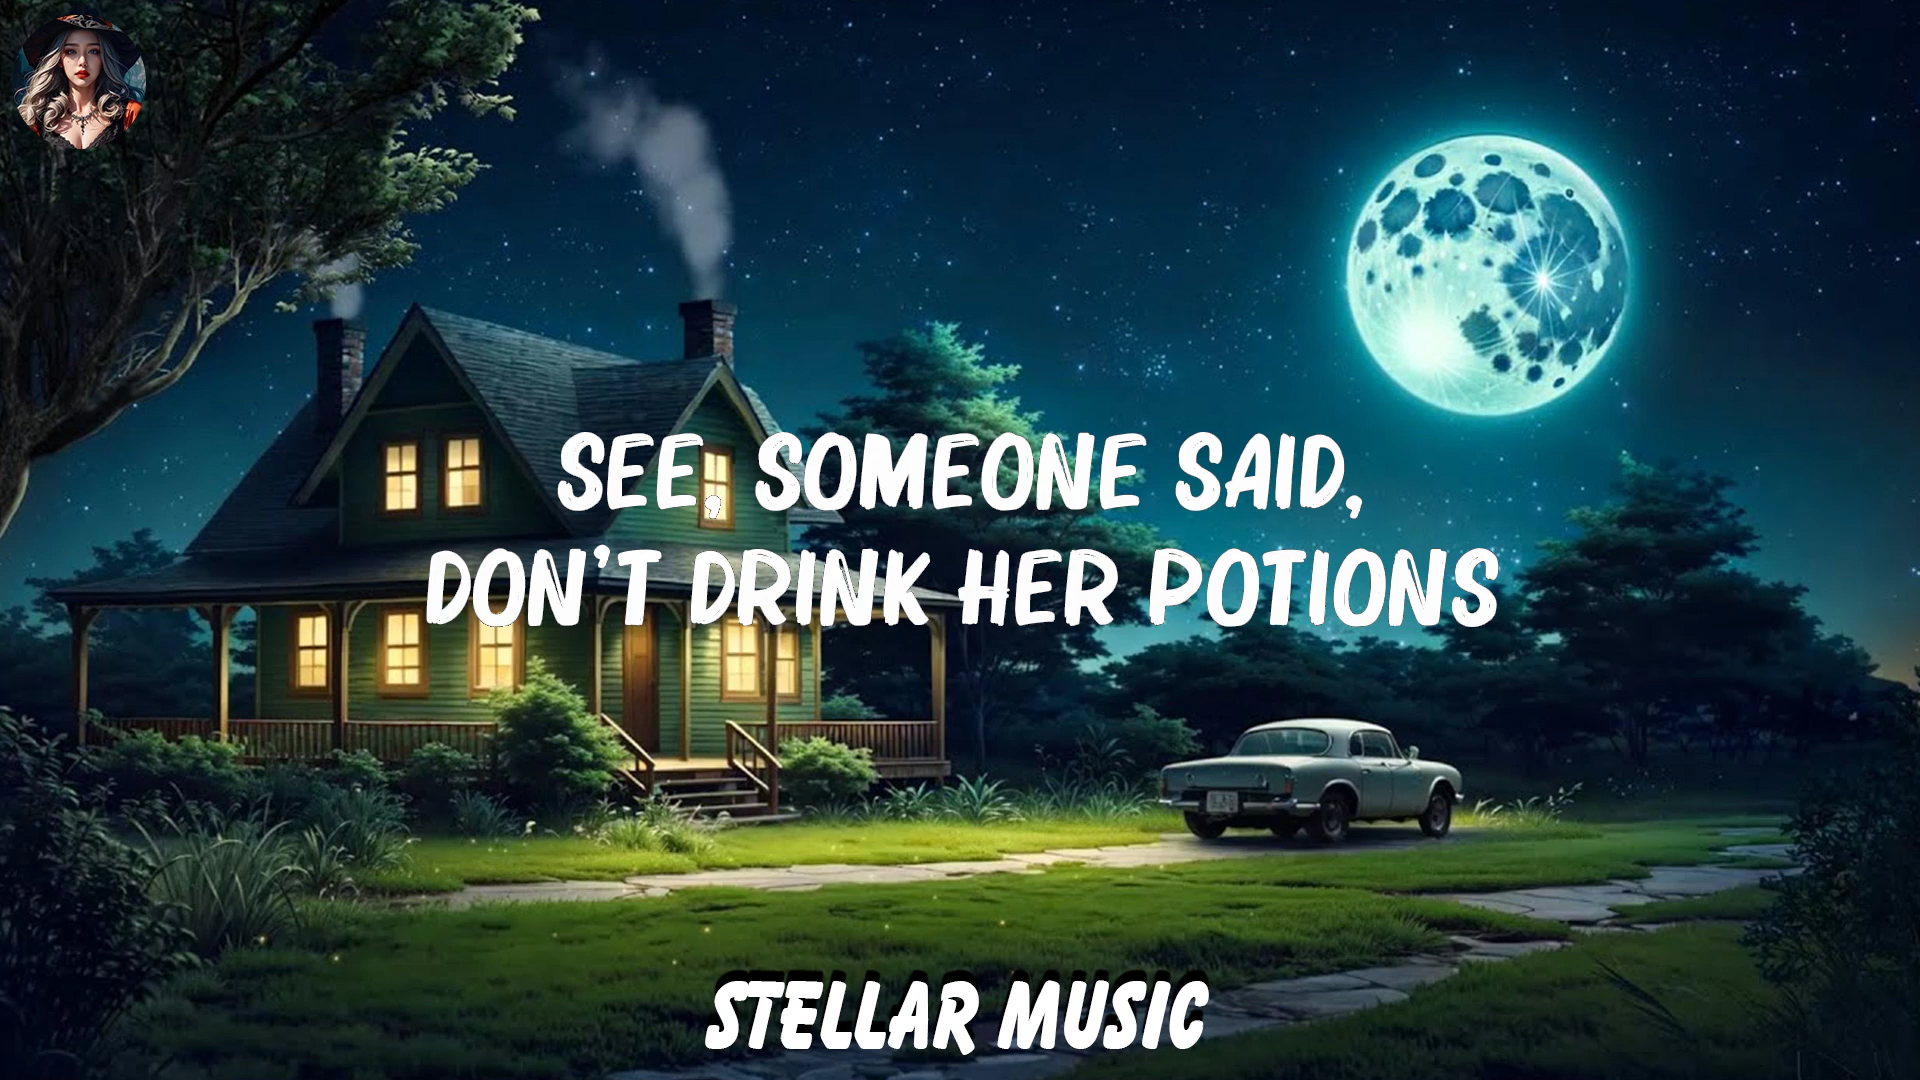 SEE, SOMEONE SAID,
DON'T DRINK HER POTIONS
STELLAR MUSIC